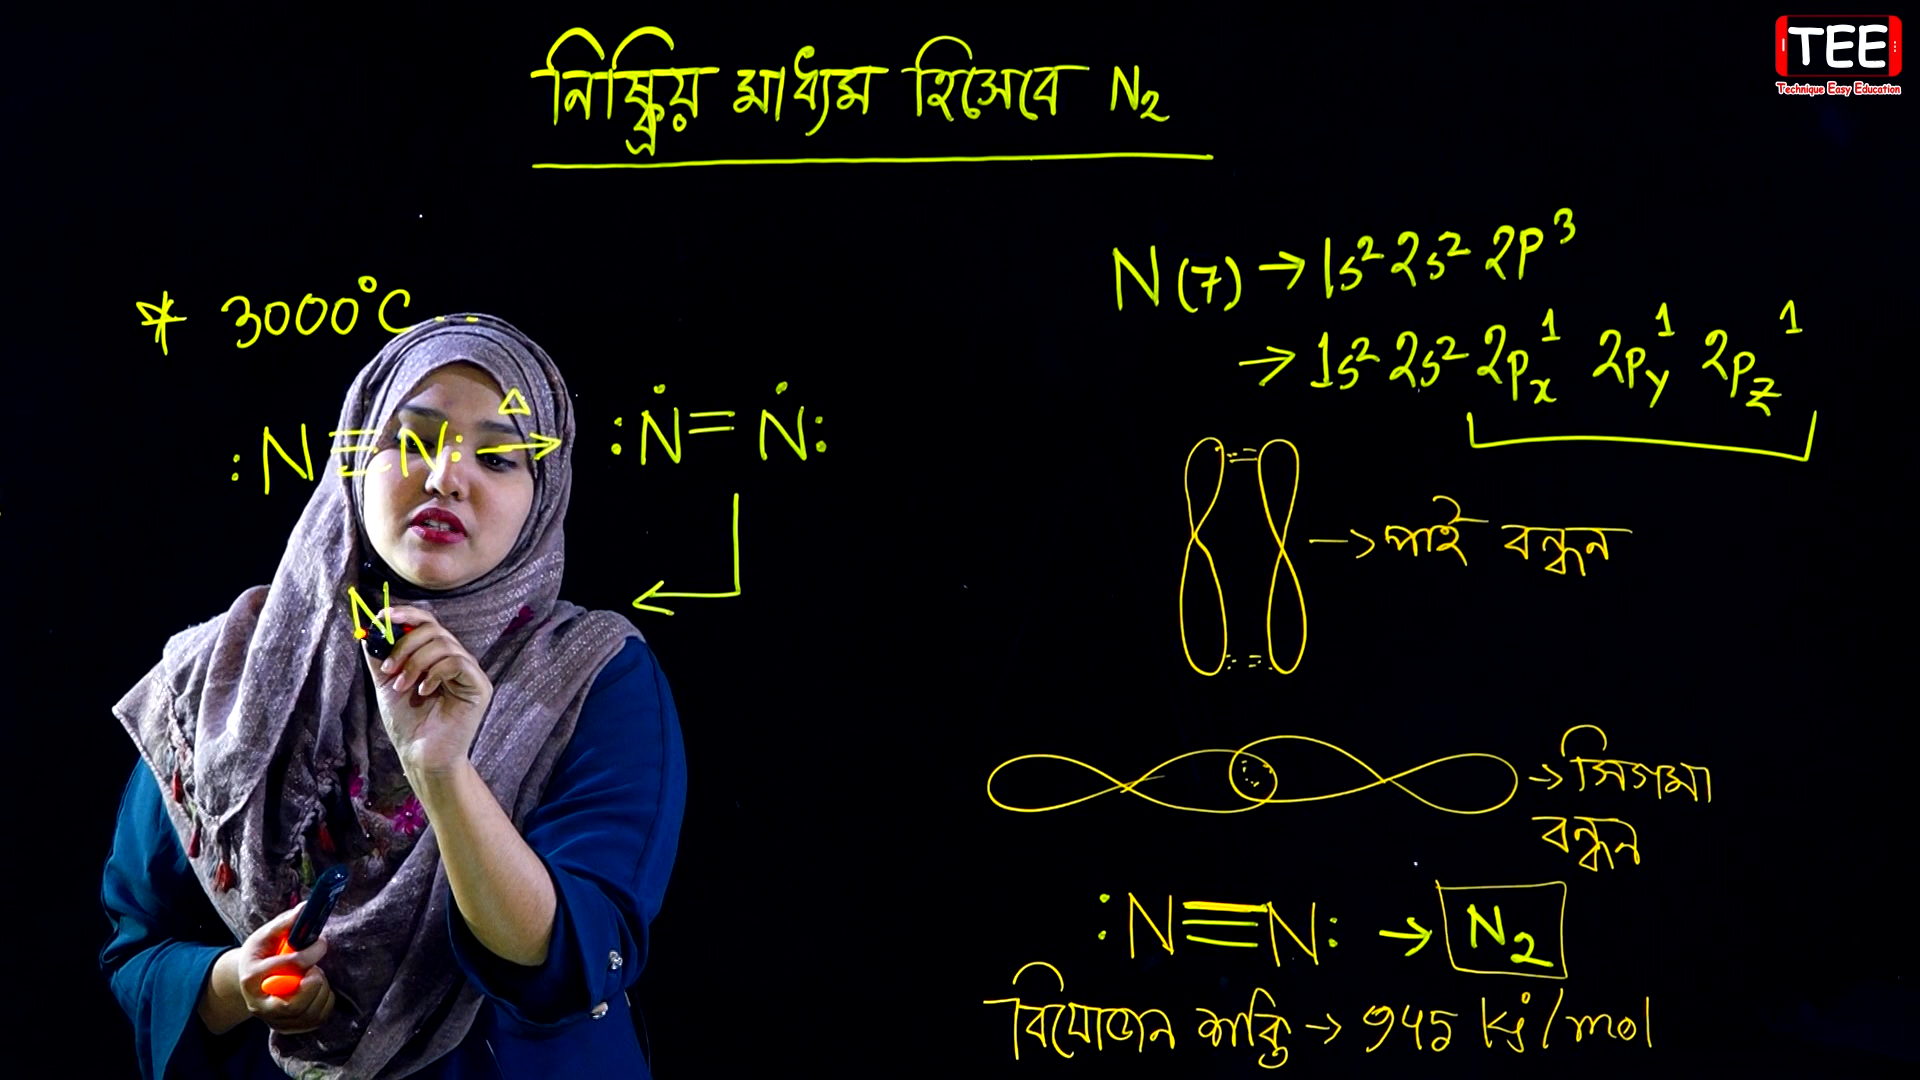 TEE
Technique Easy Education
নিষ্ক্রিয় মাধ্যম হিসেবে N₂
* 3000°C
:N≡N: △→ :Ṅ=Ṅ:
N
N(7) → 1s² 2s² 2p³
→ 1s² 2s² 2pₓ¹ 2pᵧ¹ 2p_z¹
→ পাই বন্ধন
→ সিগমা
বন্ধন
:N≡N: → N₂
বিযোজন শক্তি → 945 kj/mol